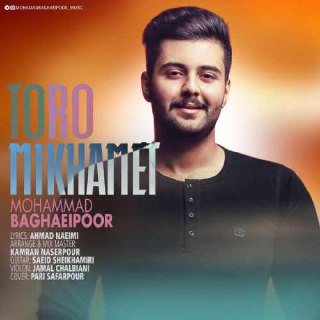 MOHAMADBAGHAEIPOOR_MUSIC
TORO
MIKHAMET
MOHAMMAD
BAGHAEIPOOR
LYRICS: AHMAD NAEIMI
ARRANGE & MIX MASTER:
KAMRAN NASERPOUR
GUITAR: SAEID SHEIKHAMIRI
VIOLON: JAMAL CHALBIANI
COVER: PARI SAFARPOUR